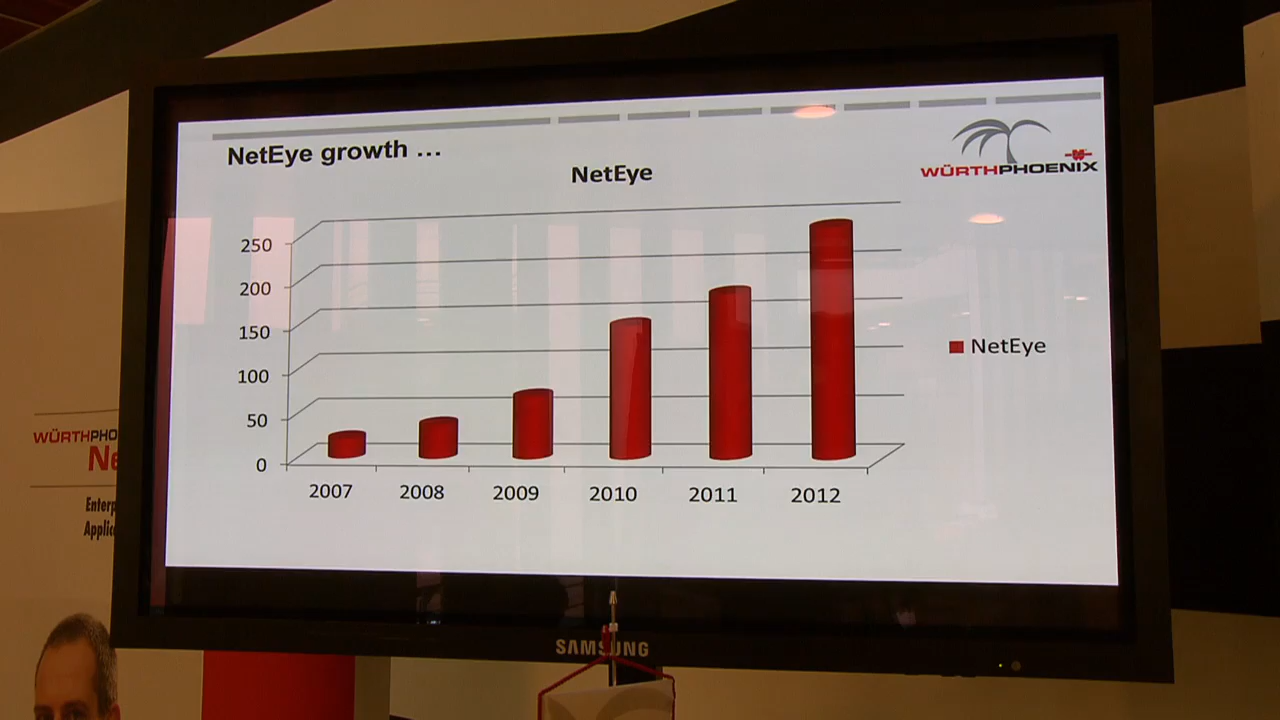 NetEye growth ...
NetEye
WÜRTHPHOENIX
250
200
150
100
50
0
NetEye
2007 2008 2009 2010 2011 2012
WÜRTHPHO
Ne
Enterp
Applic
SAMSUNG